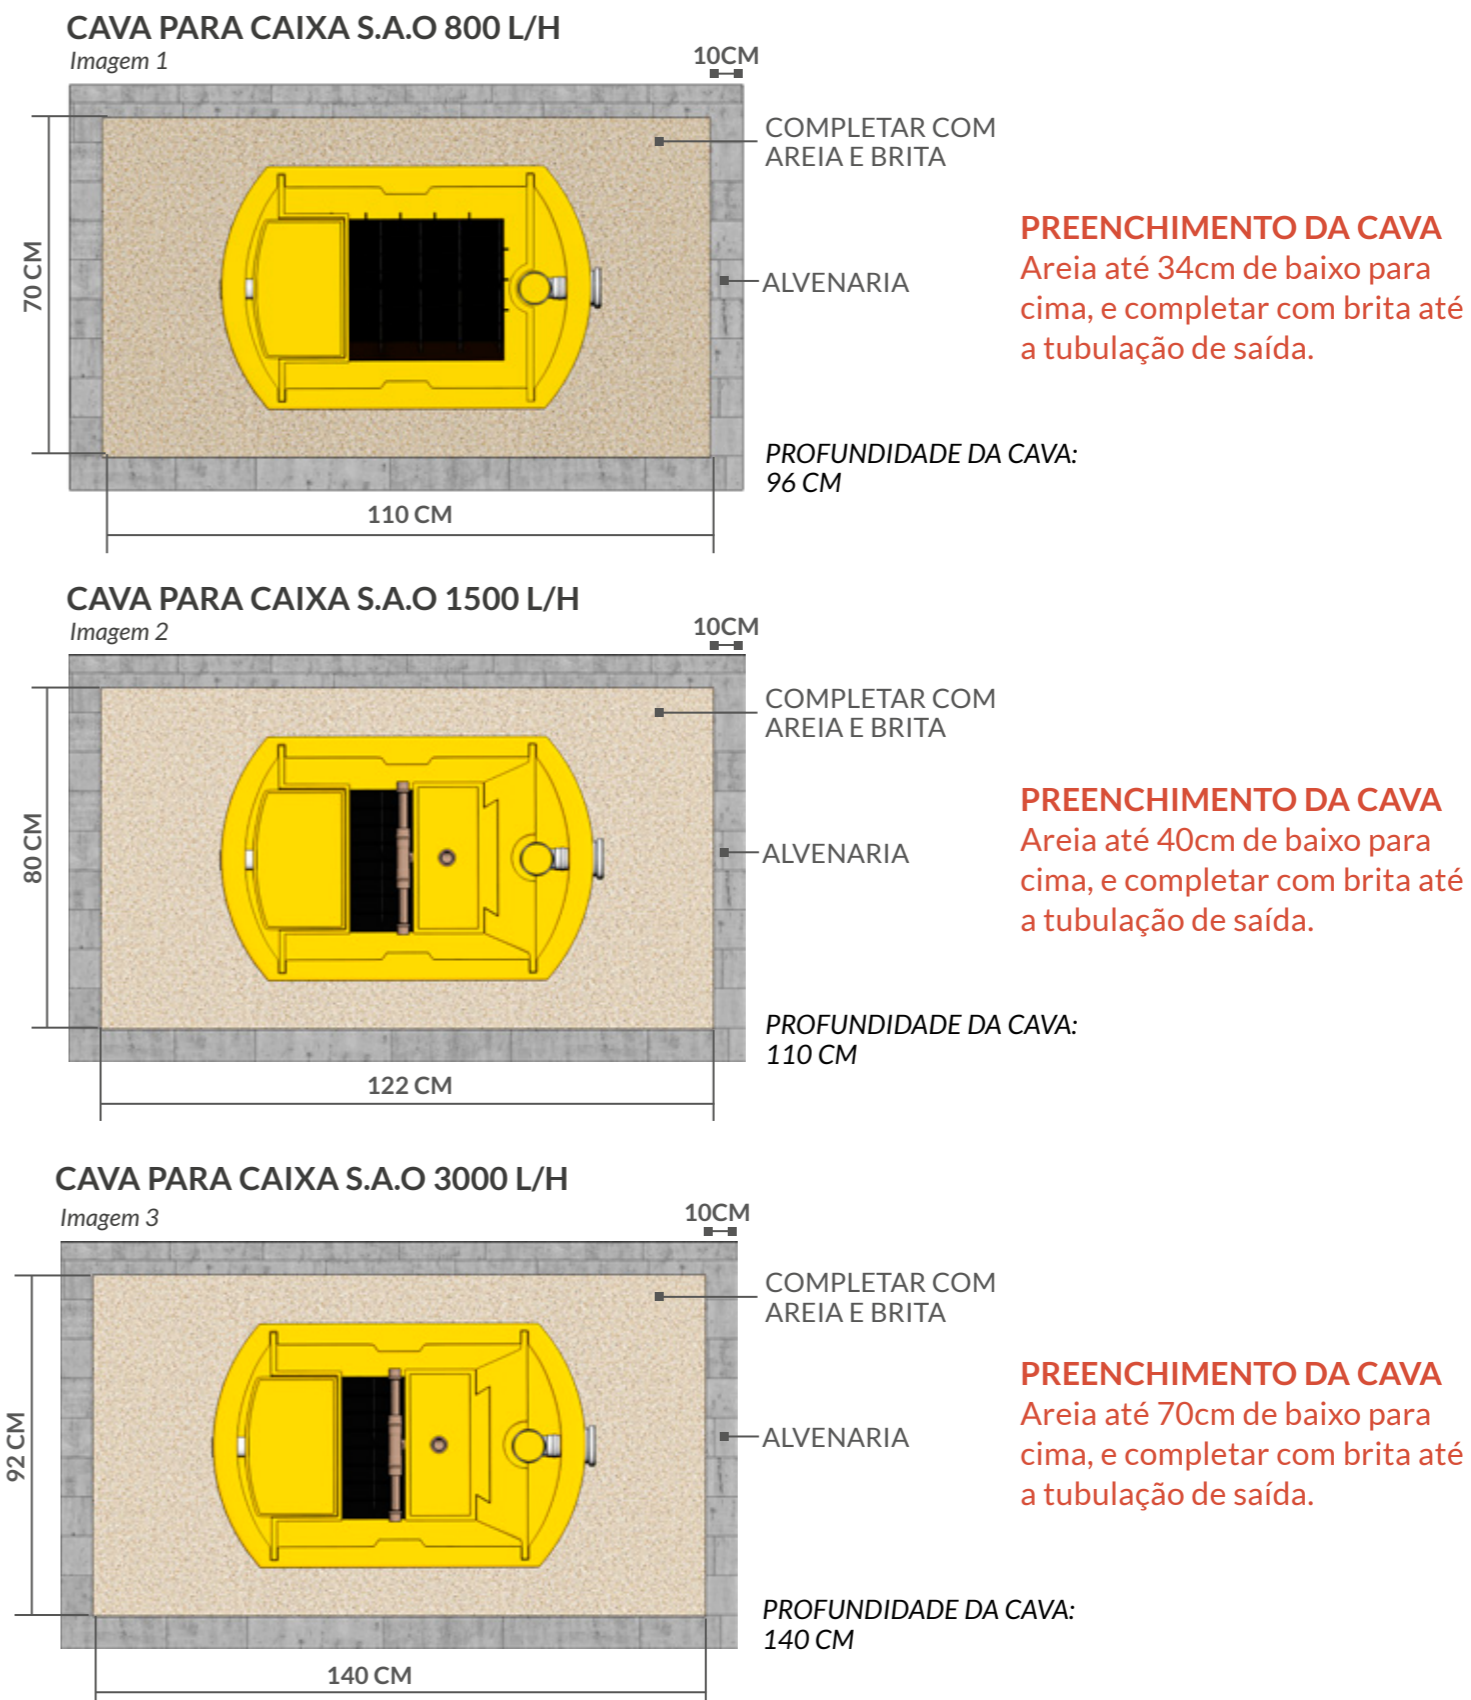 CAVA PARA CAIXA S.A.O 800 L/H
Imagem 1
10CM
COMPLETAR COM
AREIA E BRITA
70 CM
ALVENARIA
PREENCHIMENTO DA CAVA
Areia até 34cm de baixo para
cima, e completar com brita até
a tubulação de saída.
PROFUNDIDADE DA CAVA:
96 CM
110 CM
CAVA PARA CAIXA S.A.O 1500 L/H
Imagem 2
10CM
COMPLETAR COM
AREIA E BRITA
80 CM
ALVENARIA
PREENCHIMENTO DA CAVA
Areia até 40cm de baixo para
cima, e completar com brita até
a tubulação de saída.
PROFUNDIDADE DA CAVA:
110 CM
122 CM
CAVA PARA CAIXA S.A.O 3000 L/H
Imagem 3
10CM
COMPLETAR COM
AREIA E BRITA
92 CM
ALVENARIA
PREENCHIMENTO DA CAVA
Areia até 70cm de baixo para
cima, e completar com brita até
a tubulação de saída.
PROFUNDIDADE DA CAVA:
140 CM
140 CM